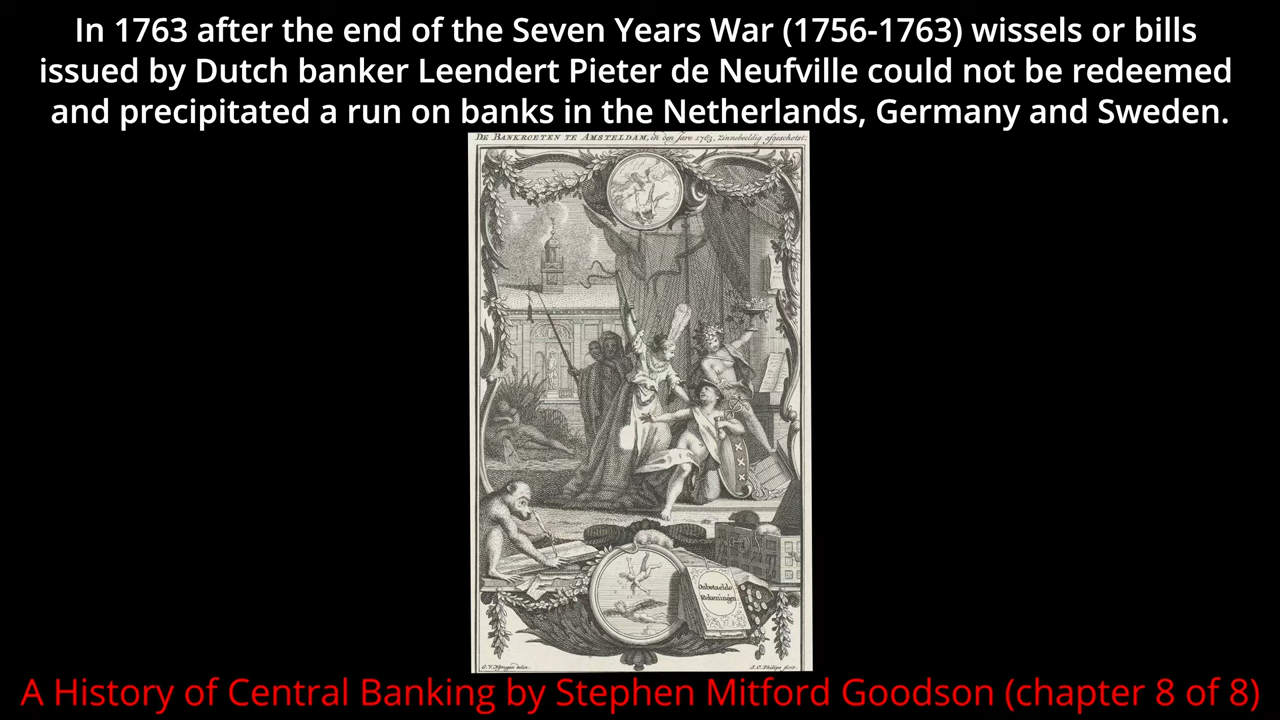 In 1763 after the end of the Seven Years War (1756-1763) wissels or bills
issued by Dutch banker Leendert Pieter de Neufville could not be redeemed
and precipitated a run on banks in the Netherlands, Germany and Sweden.
DE BANKROETEN TE AMSTELDAM, in den Jare 1763. Zinnebeeldig afgeschetst.
Onbetaelde
Rekeningen
A History of Central Banking by Stephen Mitford Goodson (chapter 8 of 8)